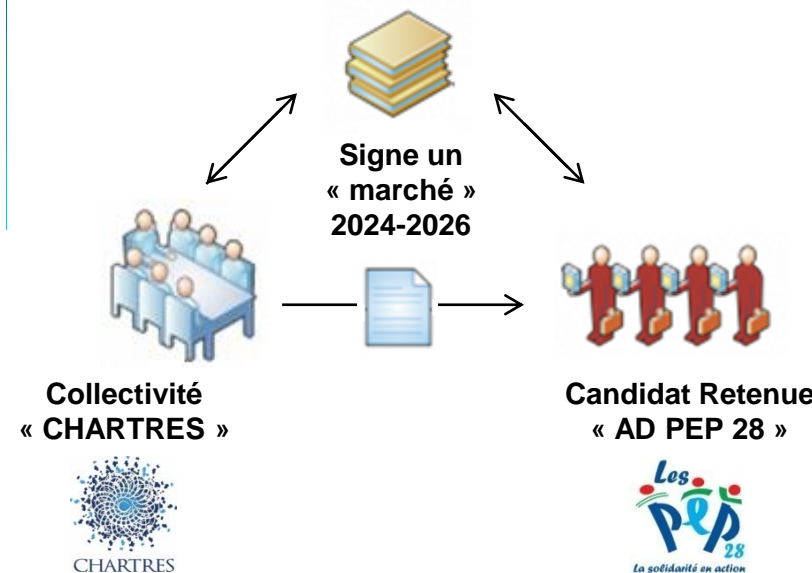 Signe un
« marché »
2024-2026
Collectivité
« CHARTRES »
Candidat Retenue
« AD PEP 28 »
CHARTRES
Les
PEP
28
La solidarité en action